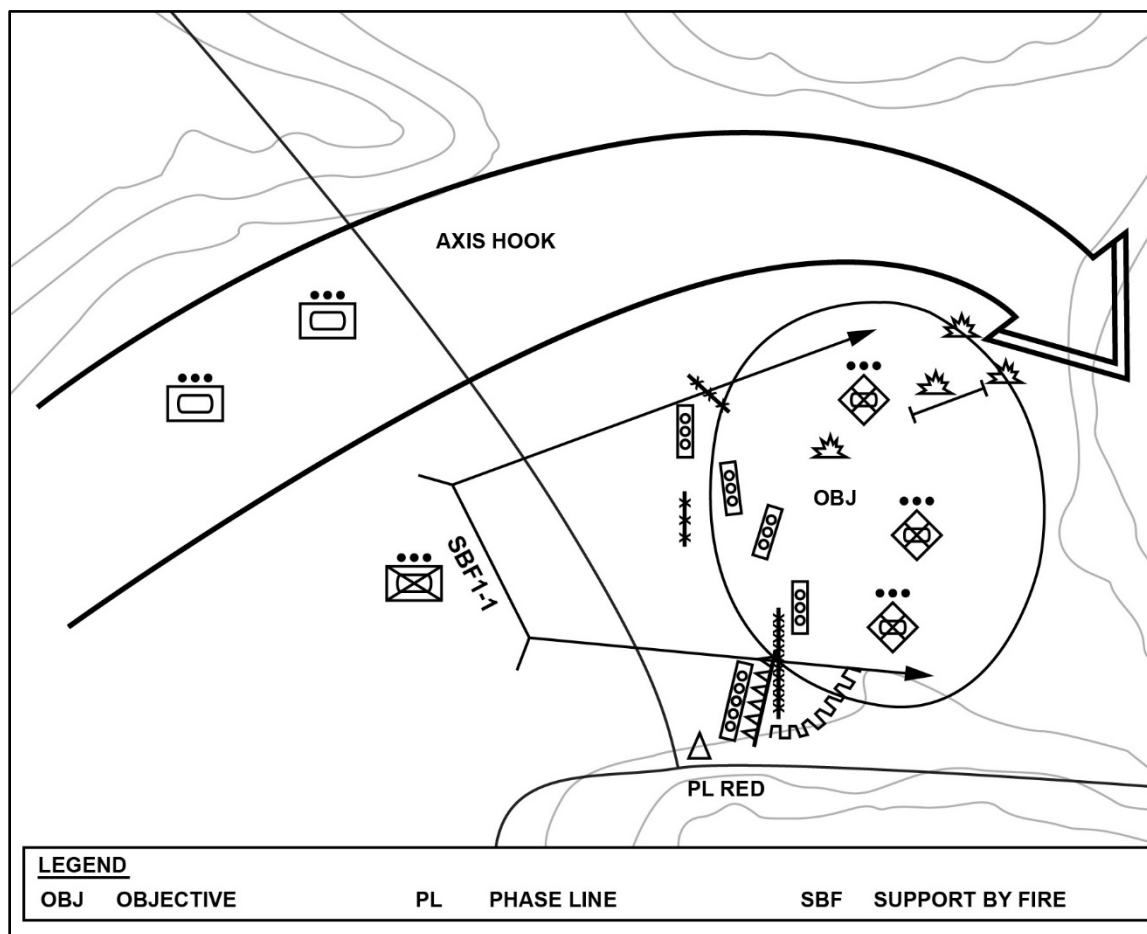 AXIS HOOK
OBJ
SBF1-1
PL RED
LEGEND
OBJ OBJECTIVE PL PHASE LINE SBF SUPPORT BY FIRE